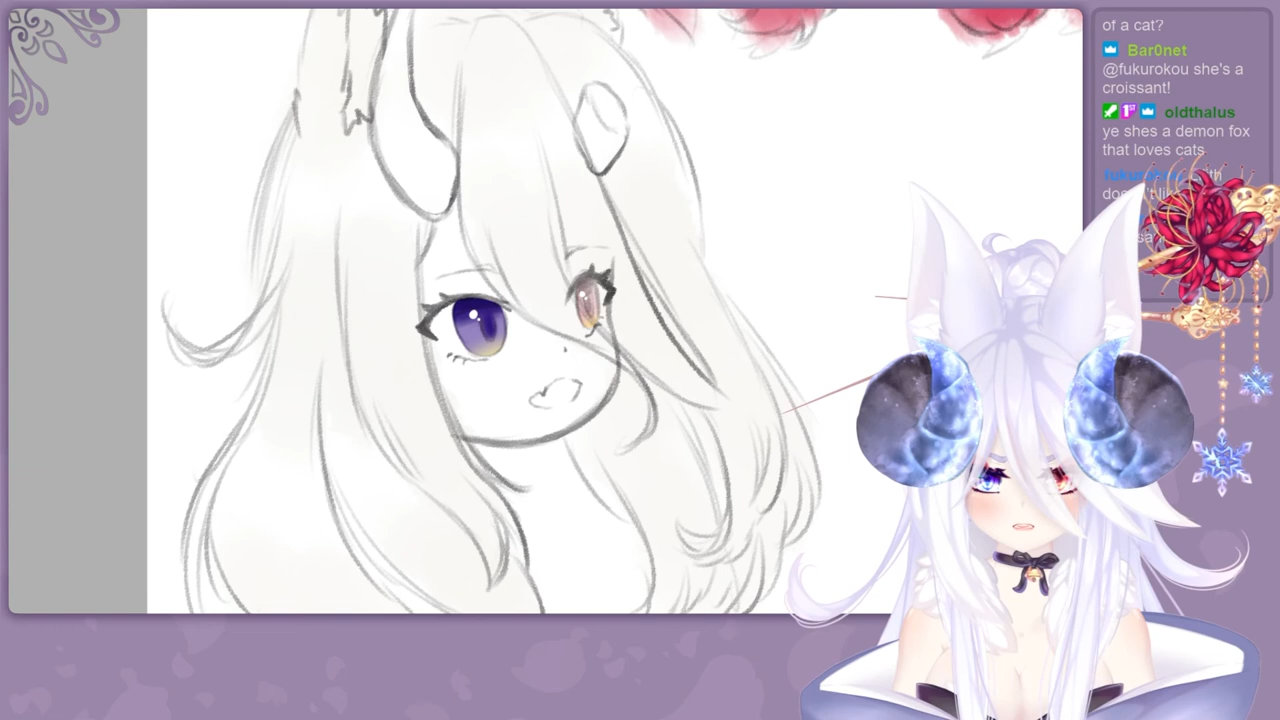 of a cat?
Bar0net
@fukurokou she's a
croissant!
oldthalus
ye shes a demon fox
that loves cats